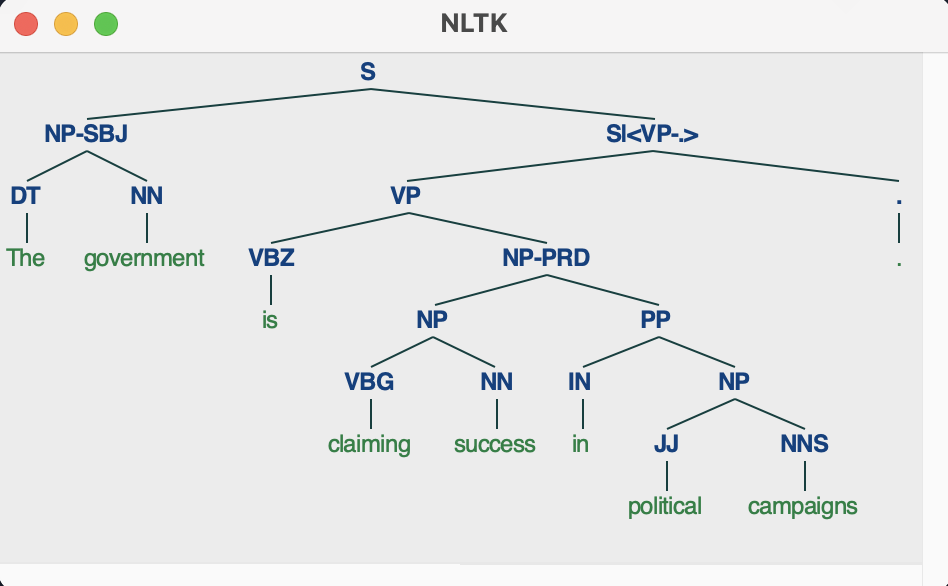 NLTK
S
NP-SBJ S|<VP-.>
DT NN VP .
The government VBZ NP-PRD .
is NP PP
VBG NN IN NP
claiming success in JJ NNS
political campaigns